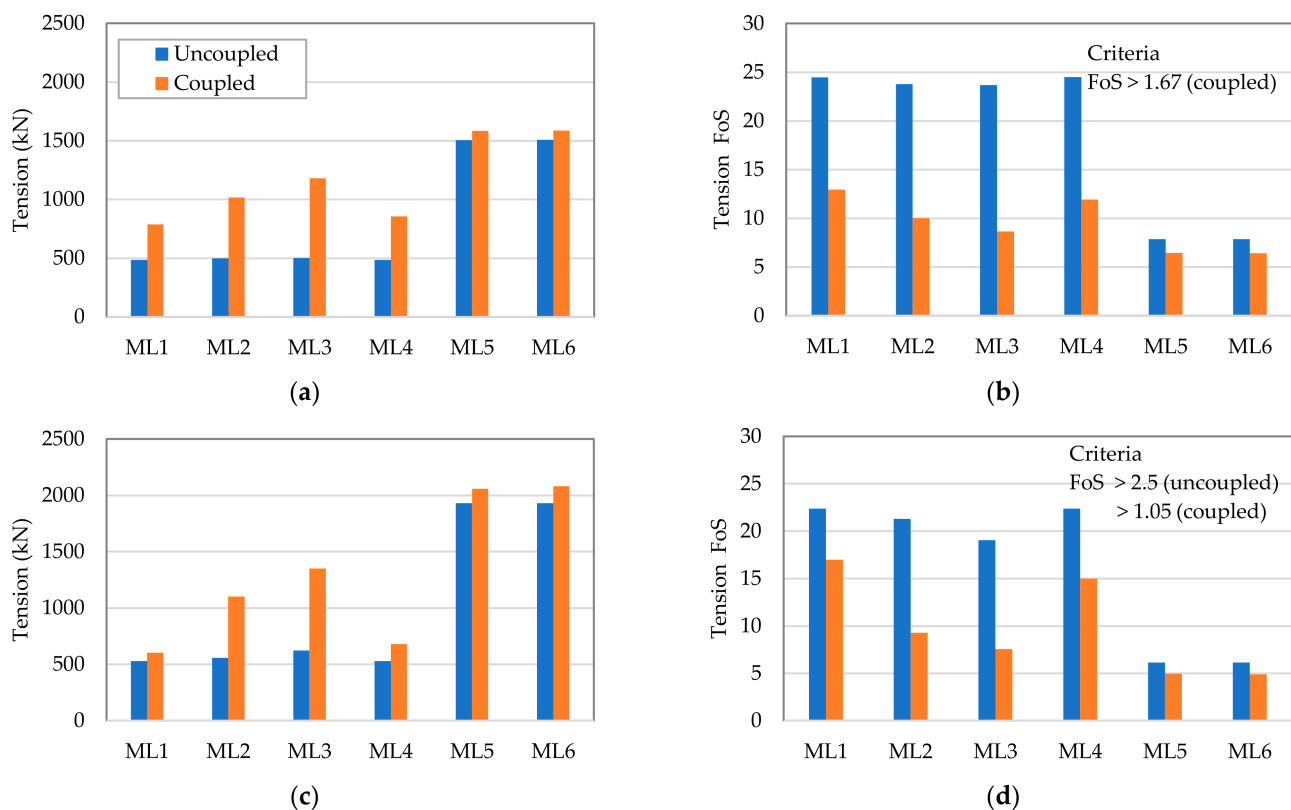 2500
2000
1500
1000
500
0
Tension (kN)
Uncoupled
Coupled
ML1 ML2 ML3 ML4 ML5 ML6
(a)
30
25
20
15
10
5
0
Tension FoS
Criteria
FoS > 1.67 (coupled)
ML1 ML2 ML3 ML4 ML5 ML6
(b)
2500
2000
1500
1000
500
0
Tension (kN)
ML1 ML2 ML3 ML4 ML5 ML6
(c)
30
25
20
15
10
5
0
Tension FoS
Criteria
FoS > 2.5 (uncoupled)
> 1.05 (coupled)
ML1 ML2 ML3 ML4 ML5 ML6
(d)